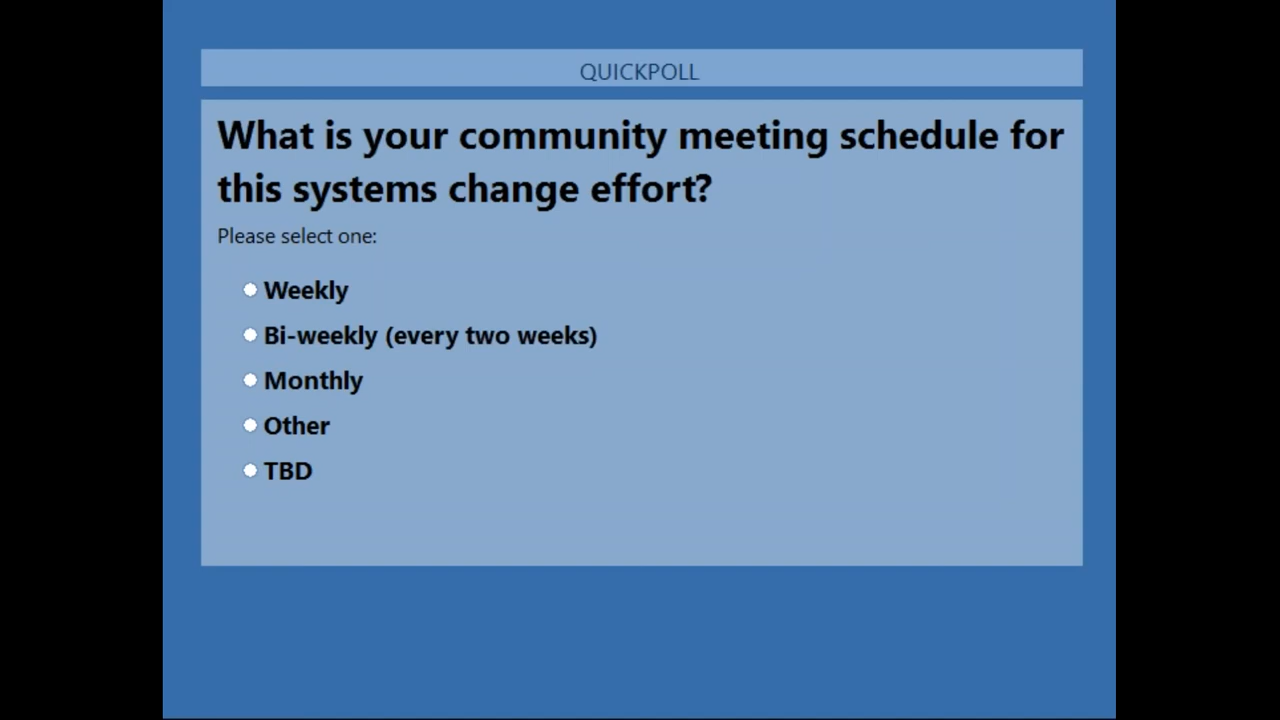 QUICKPOLL
What is your community meeting schedule for
this systems change effort?
Please select one:
Weekly
Bi-weekly (every two weeks)
Monthly
Other
TBD